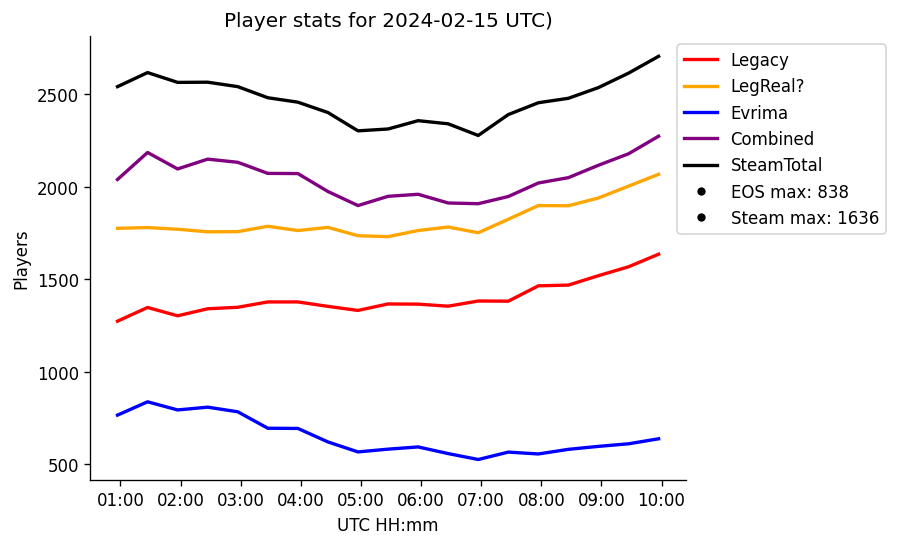 Player stats for 2024-02-15 UTC)
Legacy
LegReal?
Evrima
Combined
SteamTotal
EOS max: 838
Steam max: 1636
Players
2500
2000
1500
1000
500
01:00 02:00 03:00 04:00 05:00 06:00 07:00 08:00 09:00 10:00
UTC HH:mm